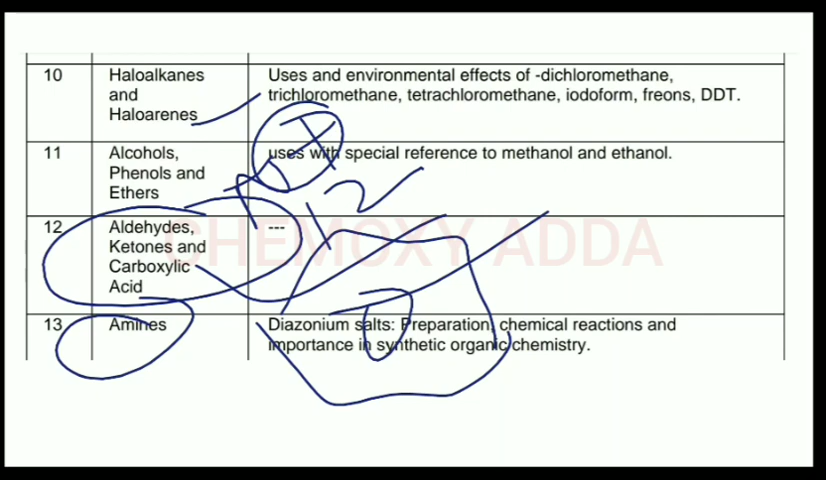 10 Haloalkanes Uses and environmental effects of -dichloromethane,
and trichloromethane, tetrachloromethane, iodoform, freons, DDT.
Haloarenes
11 Alcohols, uses with special reference to methanol and ethanol.
Phenols and
Ethers
12 Aldehydes, ---
Ketones and
Carboxylic
Acid
CHEMOXY ADDA
13 Amines Diazonium salts: Preparation, chemical reactions and
importance in synthetic organic chemistry.